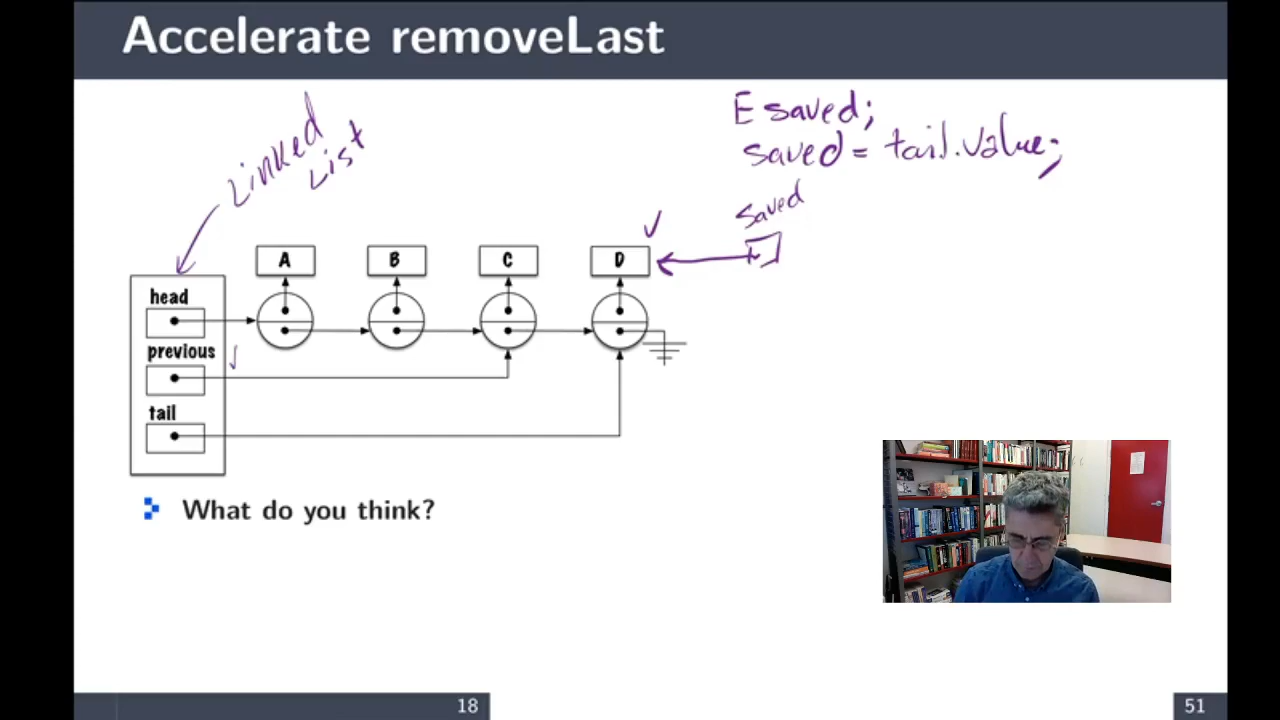 Accelerate removeLast
E saved;
saved = tail.value;
Linked
List
saved
A B C D
head
previous
tail
What do you think?
18 51